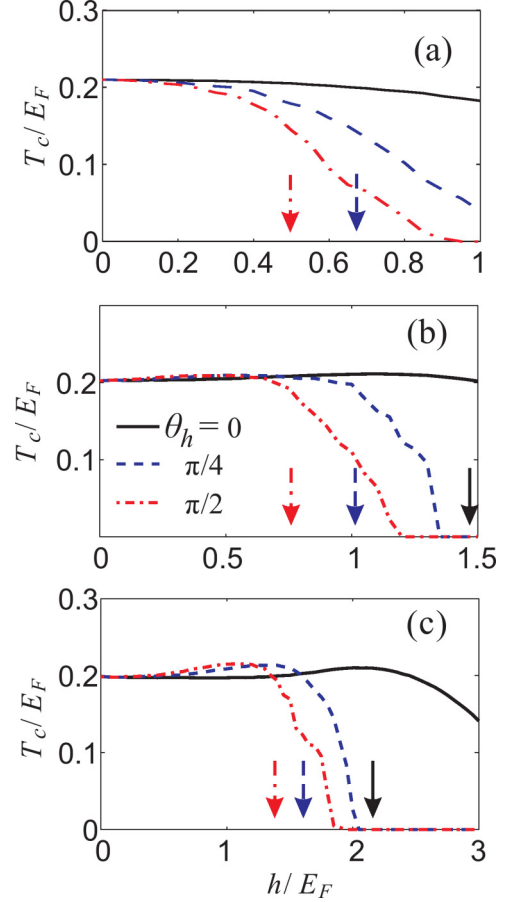 0.3
(a)
0.2
0.1
0
T_c/E_F
0 0.2 0.4 0.6 0.8 1
(b)
0.2
0.1
T_c/E_F
θ_h = 0
π/4
π/2
0 0.5 1 1.5
0.3
(c)
0.2
0.1
0
T_c/E_F
0 1 2 3
h/E_F